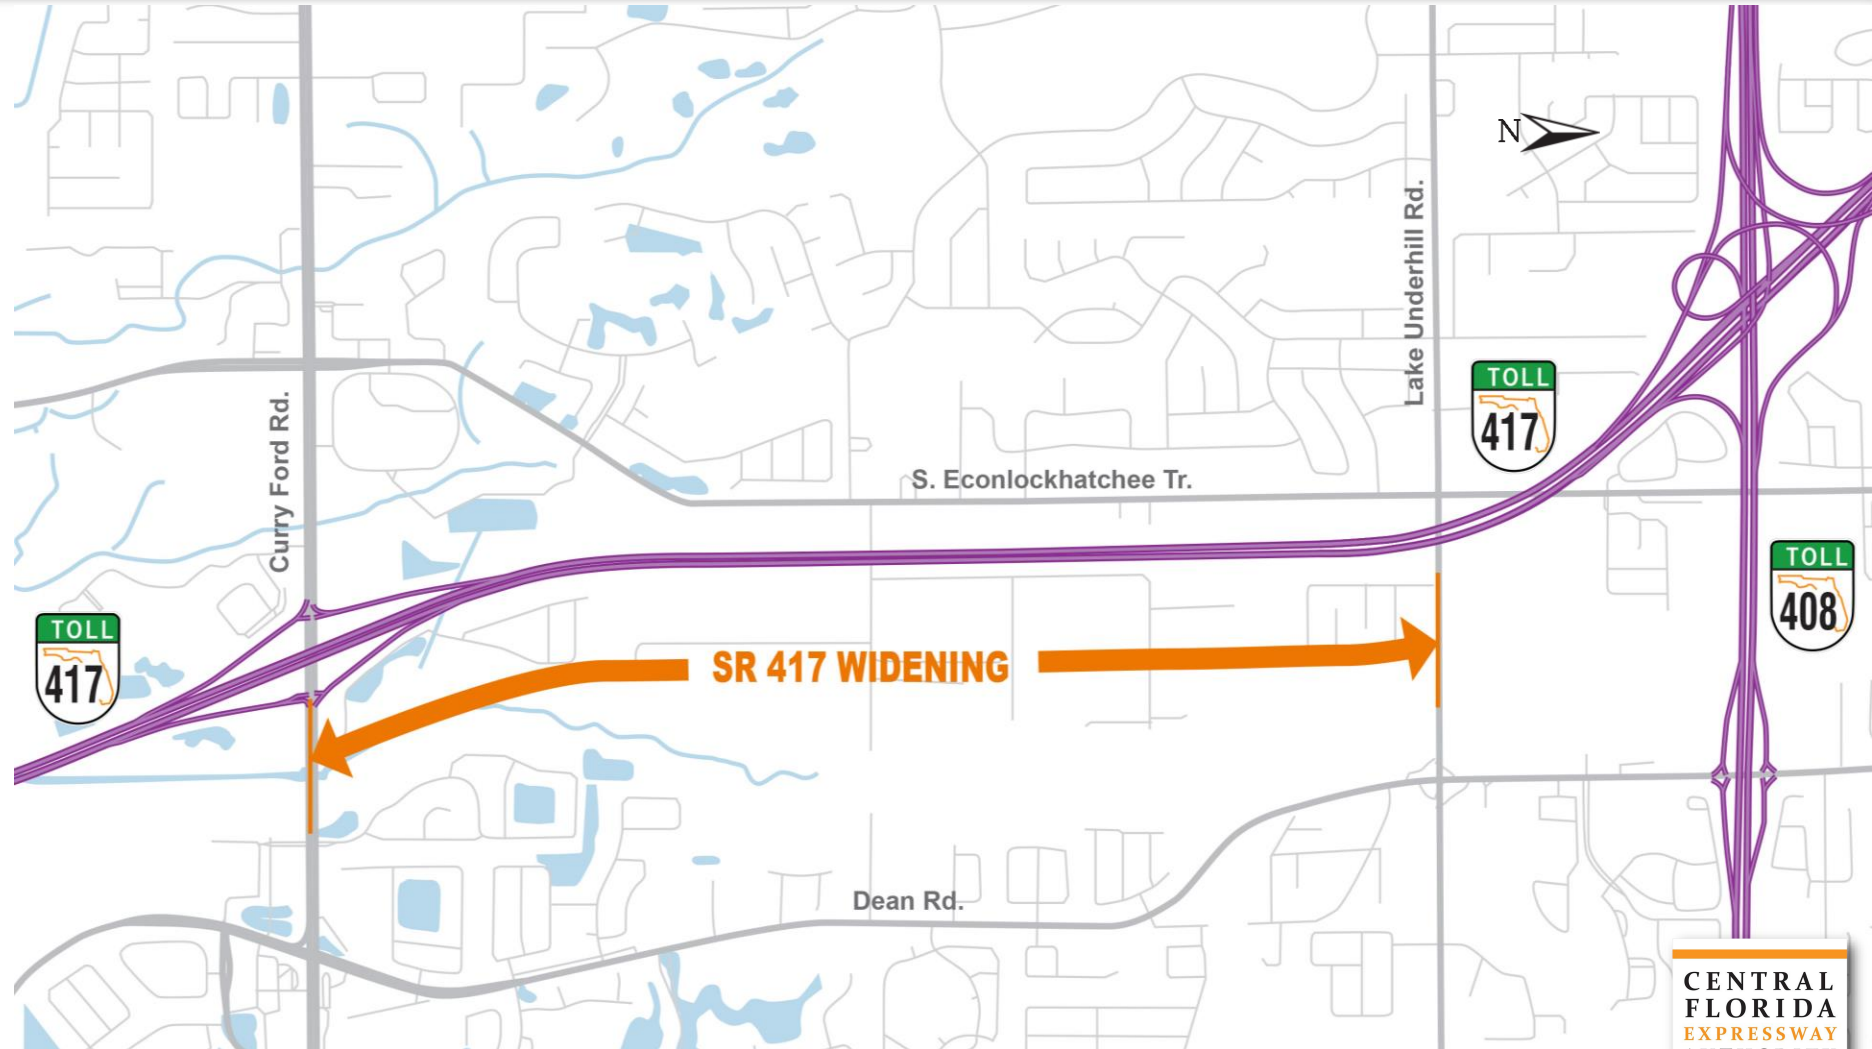 N
Lake Underhill Rd.
TOLL
417
Curry Ford Rd.
S. Econlockhatchee Tr.
TOLL
408
TOLL
417
SR 417 WIDENING
Dean Rd.
CENTRAL
FLORIDA
EXPRESSWAY